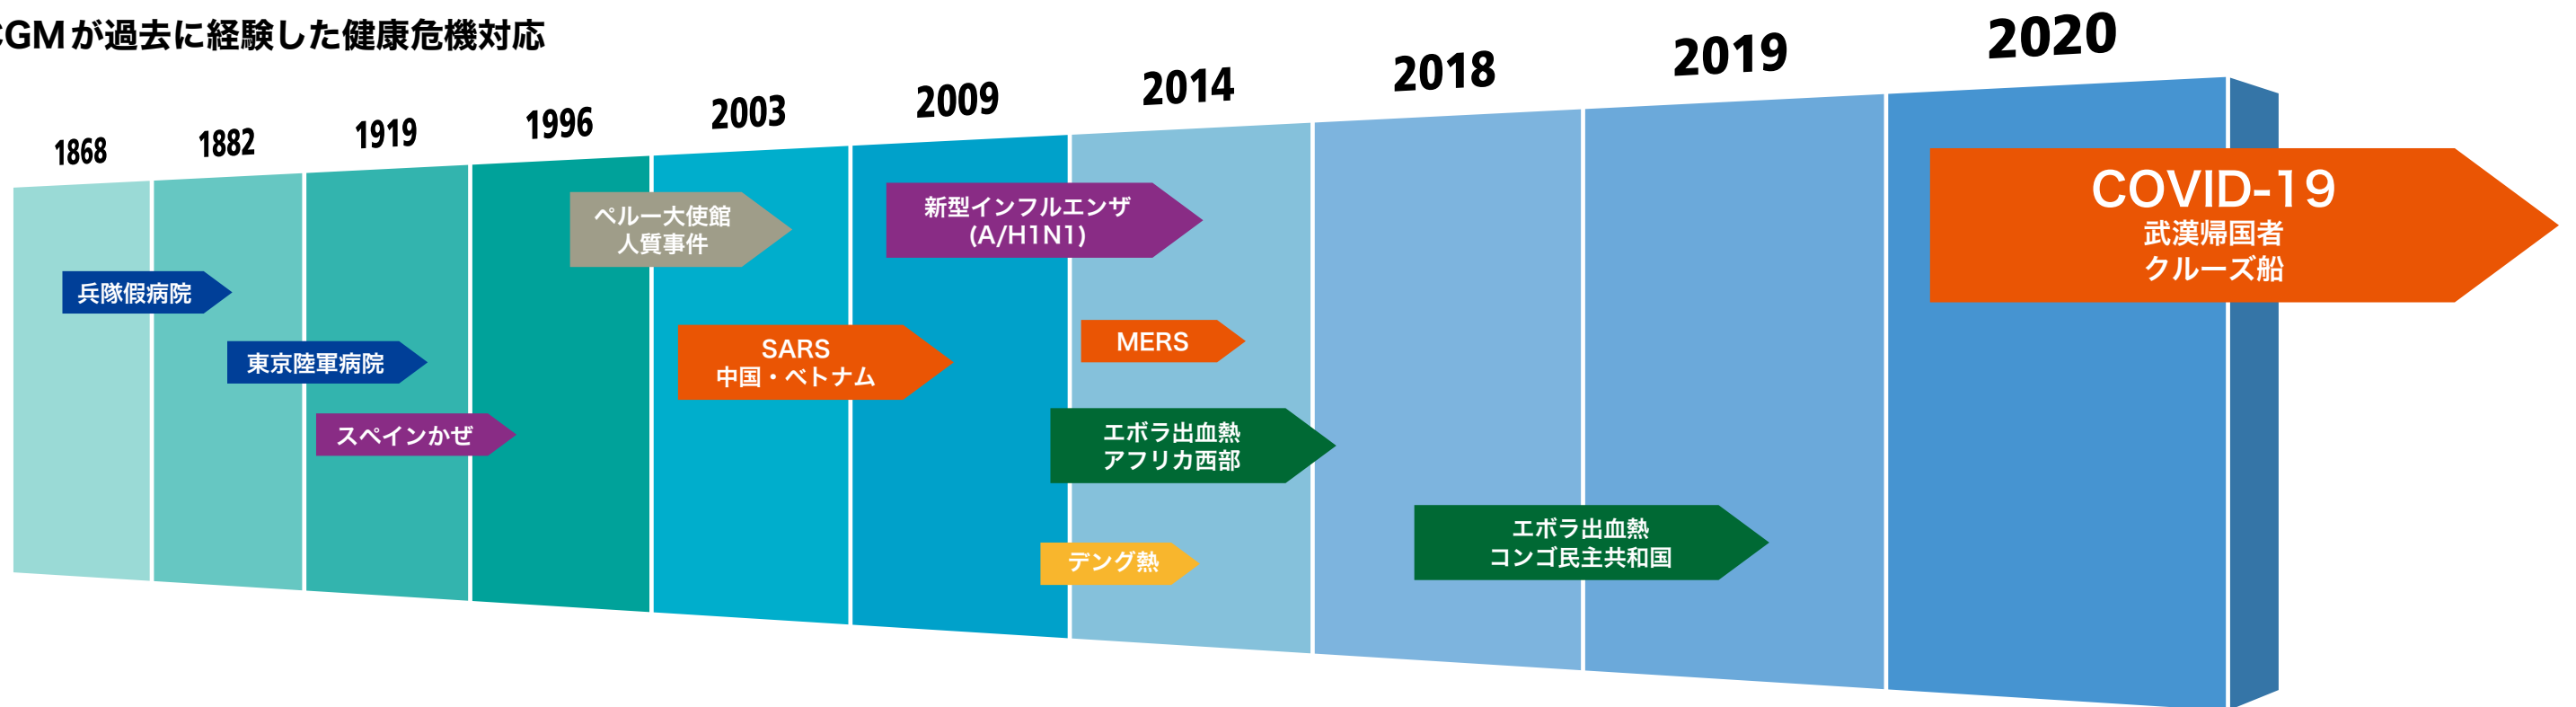 CGMが過去に経験した健康危機対応
1868
1882
1919
1996
2003
2009
2014
2018
2019
2020
兵隊假病院
東京陸軍病院
スペインかぜ
ペルー大使館
人質事件
SARS
中国・ベトナム
新型インフルエンザ
(A/H1N1)
MERS
エボラ出血熱
アフリカ西部
デング熱
エボラ出血熱
コンゴ民主共和国
COVID-19
武漢帰国者
クルーズ船